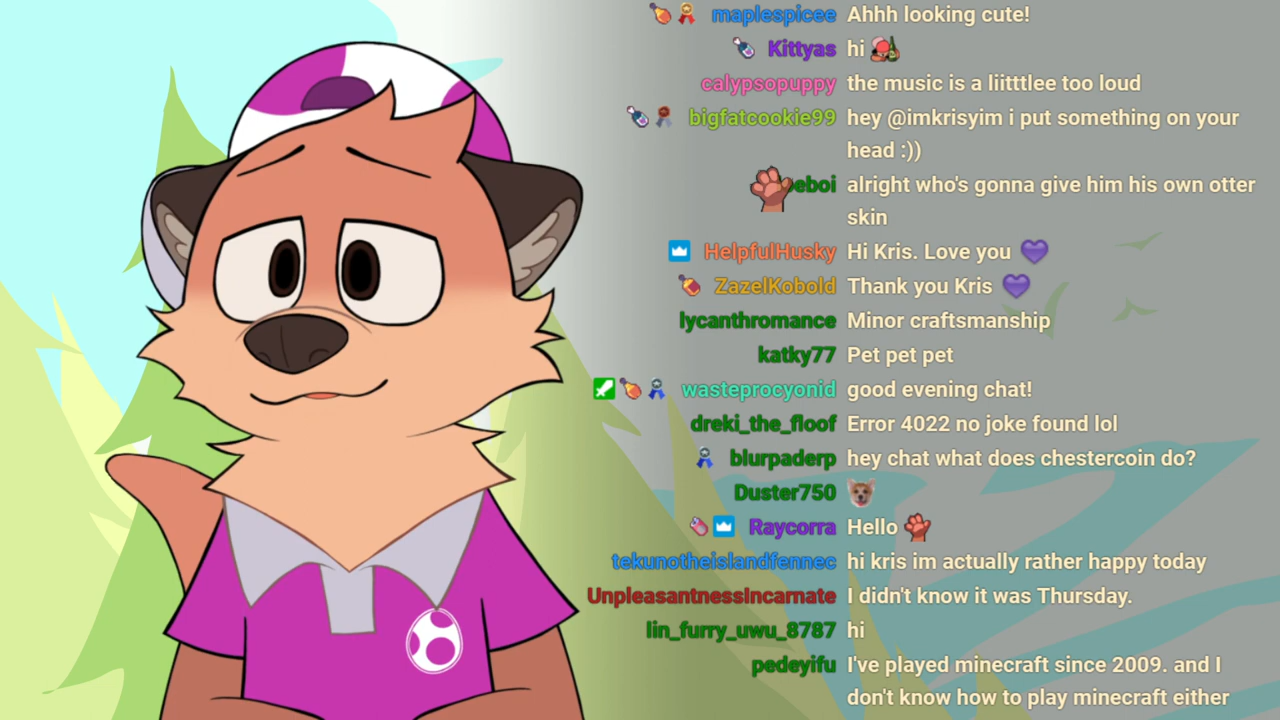 maplespicee Ahhh looking cute!
Kittyas hi
calypsopuppy the music is a liitttlee too loud
bigfatcookie99 hey @imkrisyim i put something on your
head :))
eboi alright who's gonna give him his own otter
skin
HelpfulHusky Hi Kris. Love you 💜
ZazelKobold Thank you Kris 💜
lycanthromance Minor craftsmanship
katky77 Pet pet pet
wasteprocyonid good evening chat!
dreki_the_floof Error 4022 no joke found lol
blurpaderp hey chat what does chestercoin do?
Duster750
Raycorra Hello
tekunotheislandfennec hi kris im actually rather happy today
UnpleasantnessIncarnate I didn't know it was Thursday.
lin_furry_uwu_8787 hi
pedeyifu I've played minecraft since 2009. and I
don't know how to play minecraft either